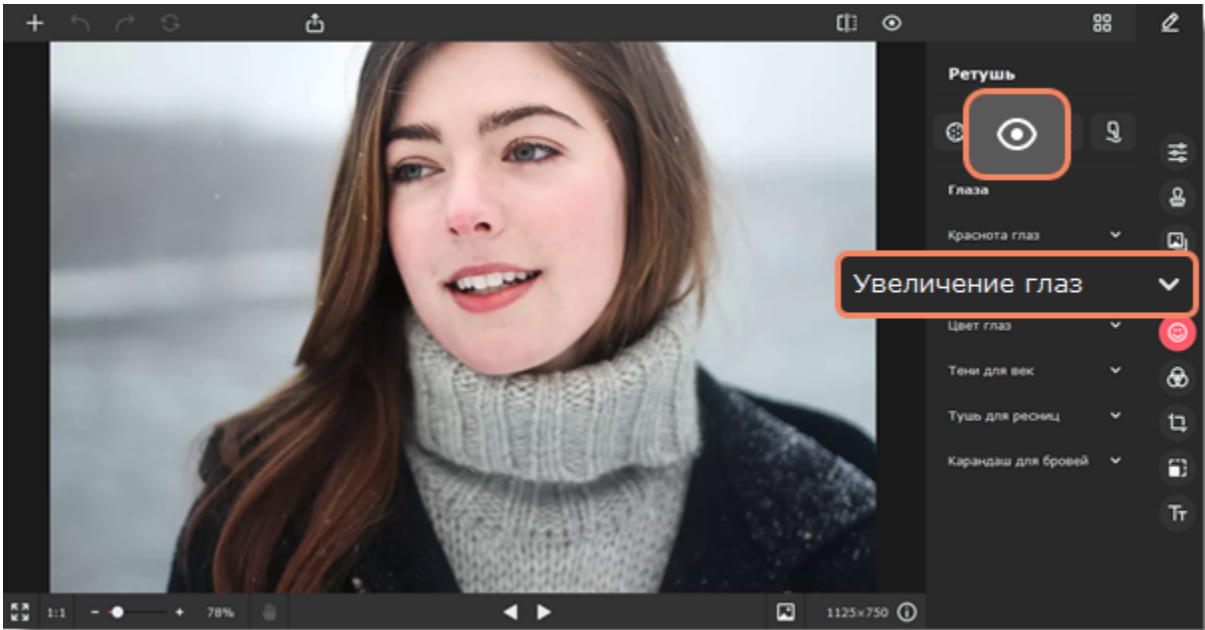 Ретушь
Глаза
Краснота глаз
Увеличение глаз
Цвет глаз
Тени для век
Тушь для ресниц
Карандаш для бровей
Тт
1:1
78%
1125×750